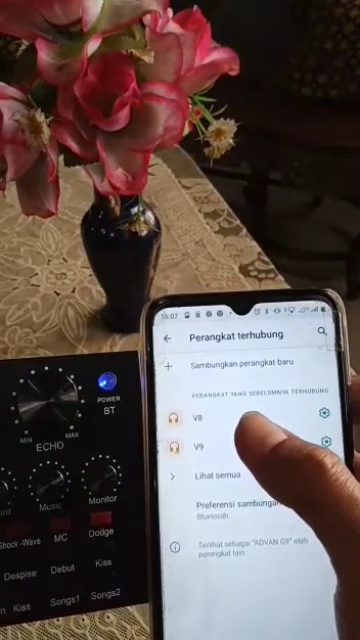 16:07
Perangkat terhubung
Sambungkan perangkat baru
PERANGKAT YANG SEBELUMNYA TERHUBUNG
V8
V9
Lihat semua
Preferensi sambungan
Bluetooth
Terlihat sebagai "ADVAN G9" oleh
perangkat lain
POWER
BT
MIN
MAX
ECHO
Music
Monitor
Shock -Wave
MC
Dodge
Despise
Debut
Kiss
Kiss
Songs1
Songs2